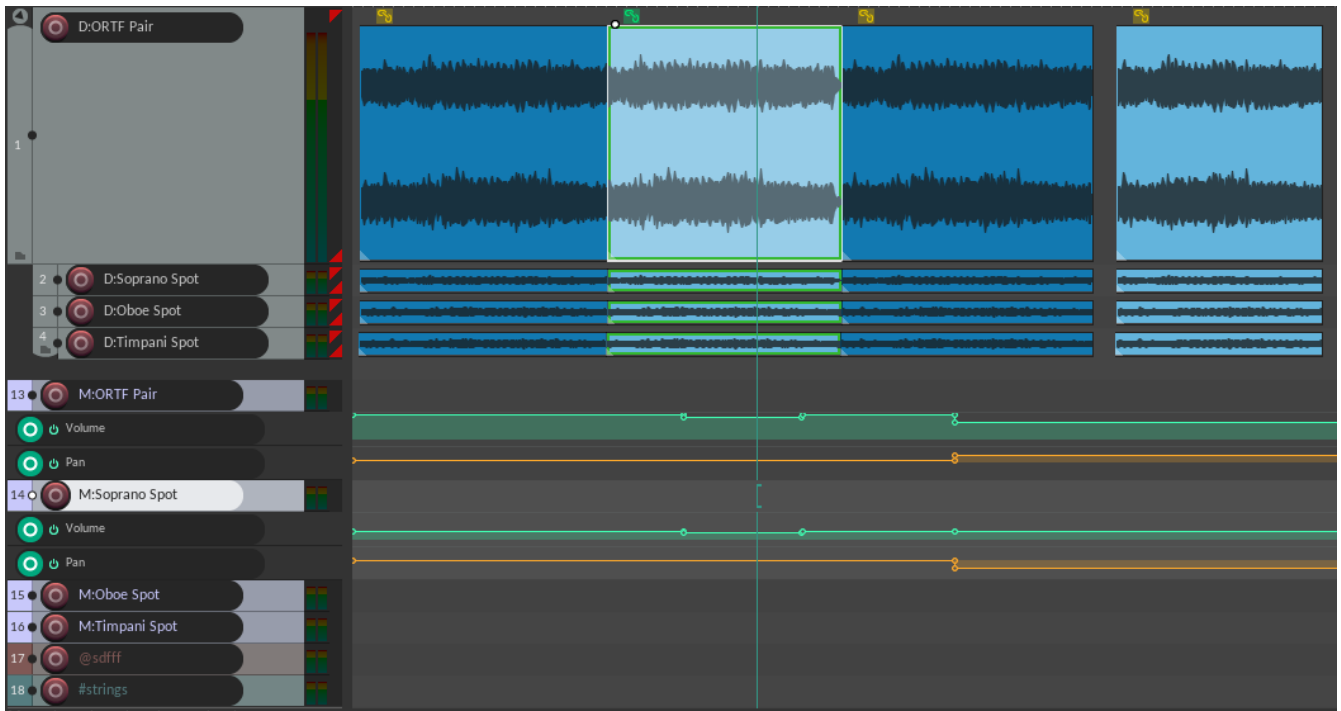 D:ORTF Pair
1
2 D:Soprano Spot
3 D:Oboe Spot
4 D:Timpani Spot
13 M:ORTF Pair
Volume
Pan
14 M:Soprano Spot
Volume
Pan
15 M:Oboe Spot
16 M:Timpani Spot
17 @sdfff
18 #strings